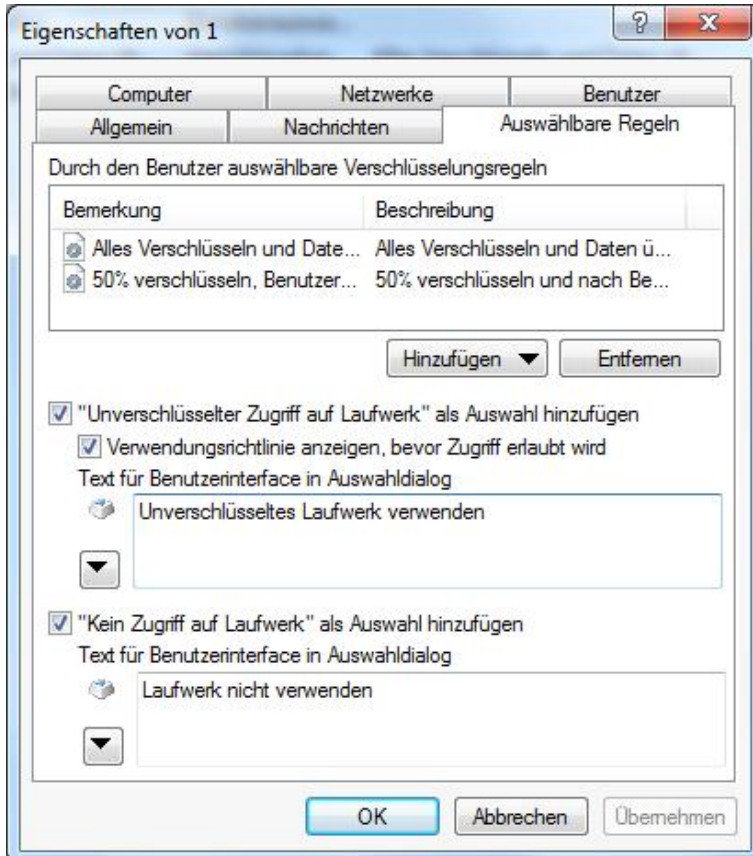 Eigenschaften von 1
Computer Netzwerke Benutzer
Allgemein Nachrichten Auswählbare Regeln
Durch den Benutzer auswählbare Verschlüsselungsregeln
Bemerkung Beschreibung
Alles Verschlüsseln und Date... Alles Verschlüsseln und Daten ü...
50% verschlüsseln, Benutzer... 50% verschlüsseln und nach Be...
Hinzufügen Entfernen
"Unverschlüsselter Zugriff auf Laufwerk" als Auswahl hinzufügen
Verwendungsrichtlinie anzeigen, bevor Zugriff erlaubt wird
Text für Benutzerinterface in Auswahldialog
Unverschlüsseltes Laufwerk verwenden
"Kein Zugriff auf Laufwerk" als Auswahl hinzufügen
Text für Benutzerinterface in Auswahldialog
Laufwerk nicht verwenden
OK Abbrechen Übernehmen